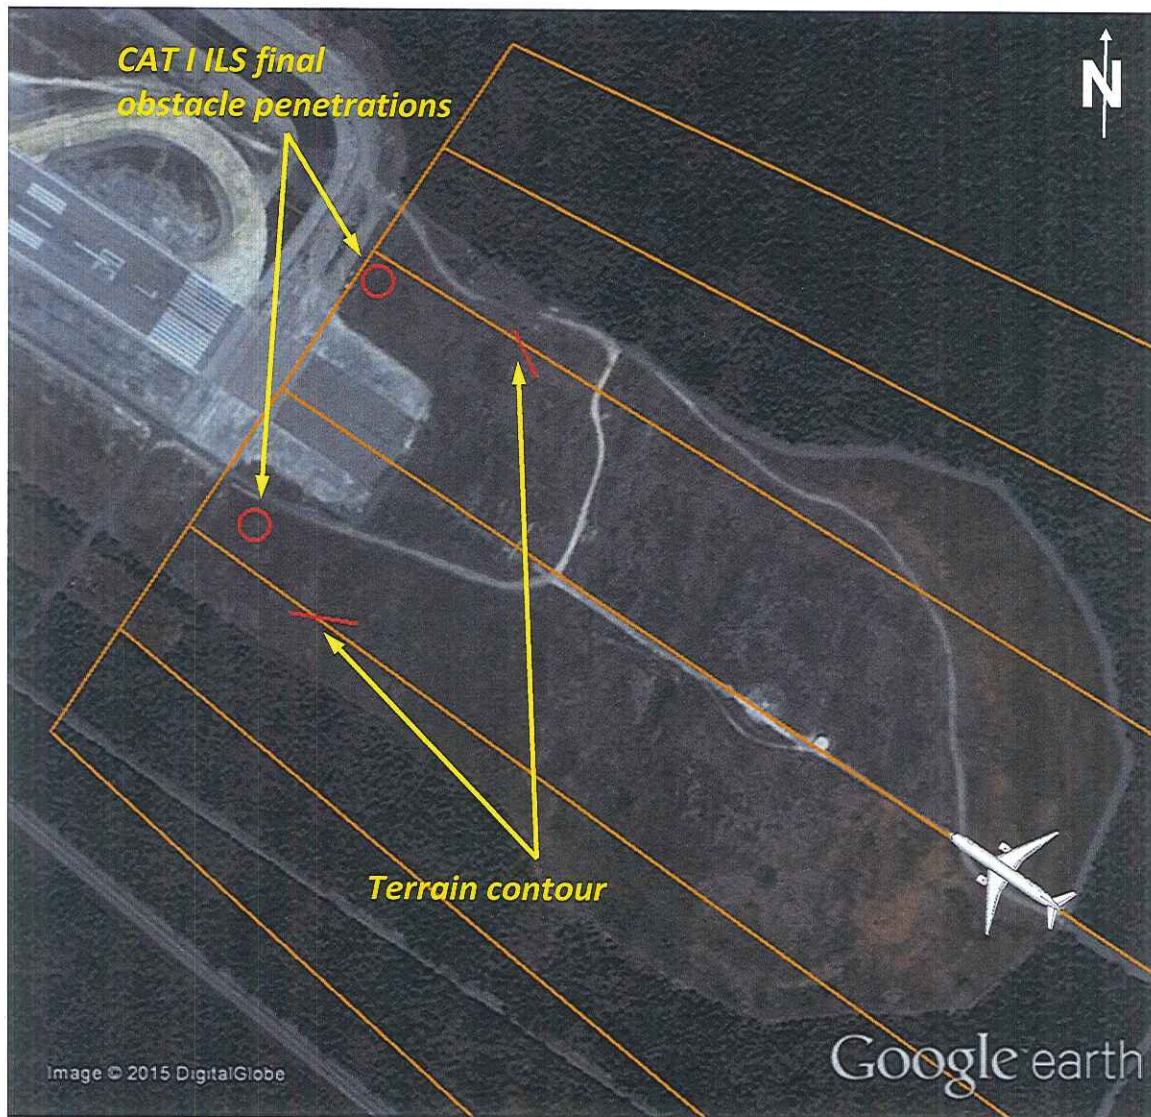 CAT I ILS final
obstacle penetrations
N
Terrain contour
Image © 2015 DigitalGlobe
Google earth